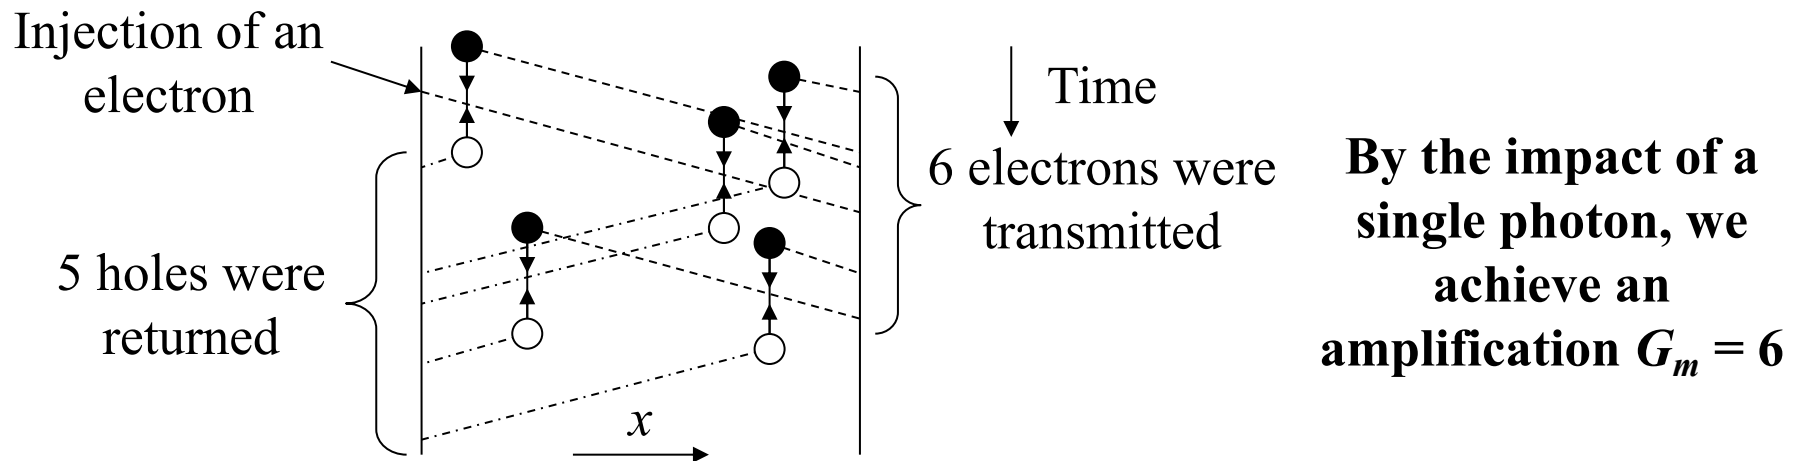 Injection of an
electron
5 holes were
returned
x
Time
6 electrons were
transmitted
By the impact of a
single photon, we
achieve an
amplification Gm = 6